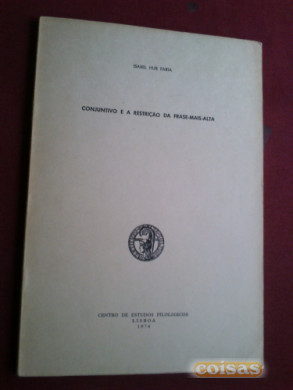 ISABEL HUB FARIA
CONJUNTIVO E A RESTRIÇÃO DA FRASE-MAIS-ALTA
CENTRO DE ESTUDOS FILOLÓGICOS
LISBOA
1974
coisas